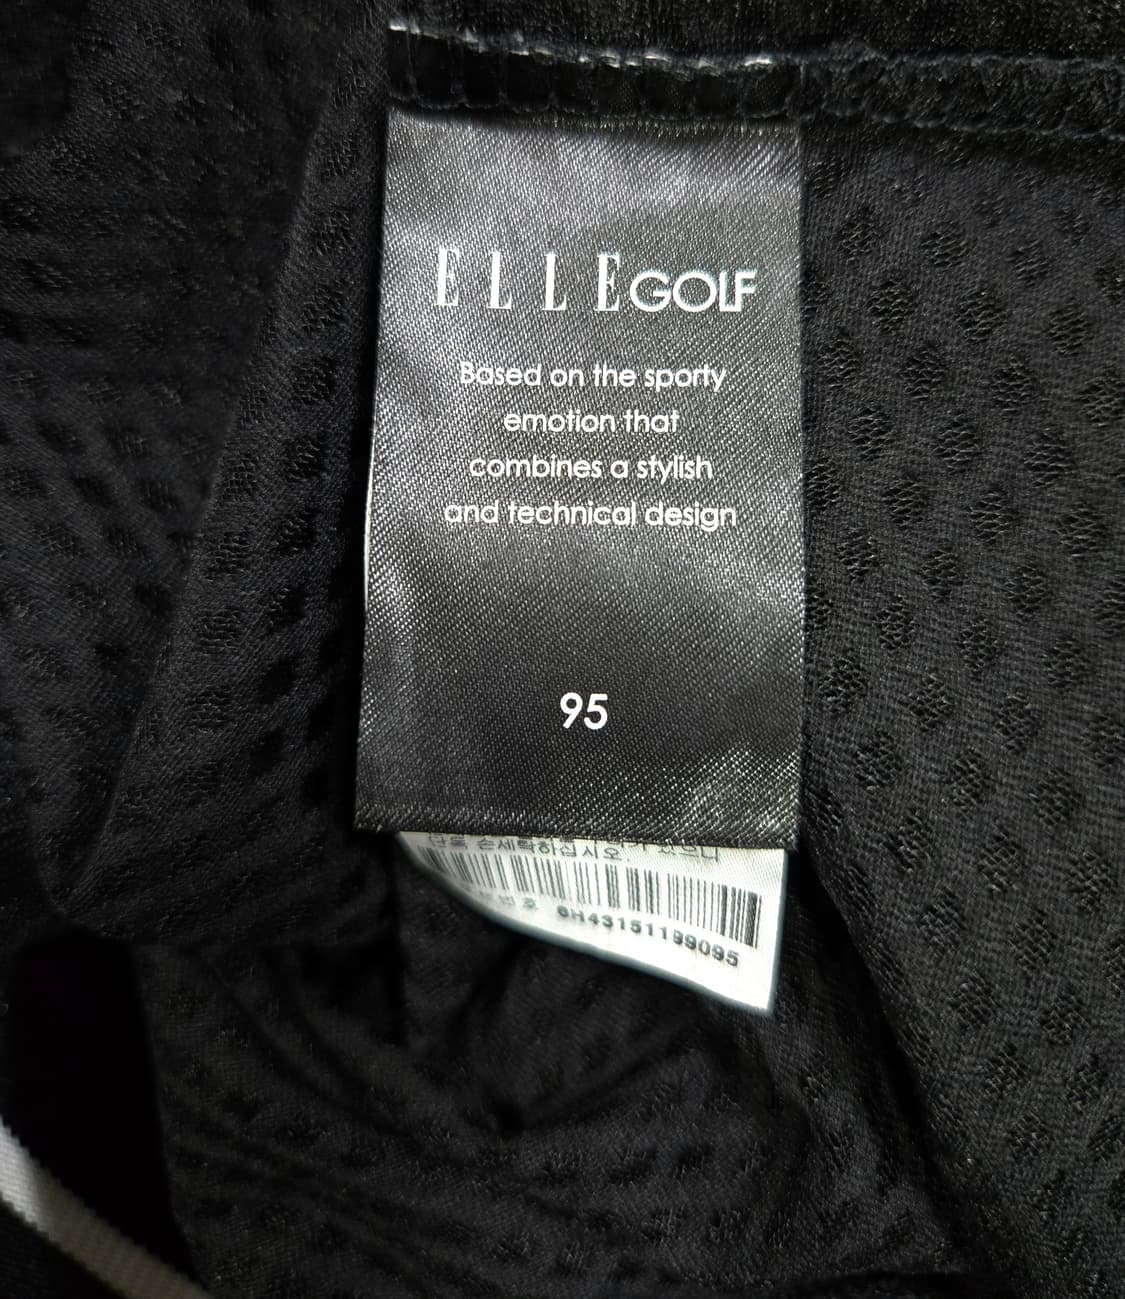 ELLE GOLF
Based on the sporty
emotion that
combines a stylish
and technical design
95
손세탁하십시오.
6H43151199095